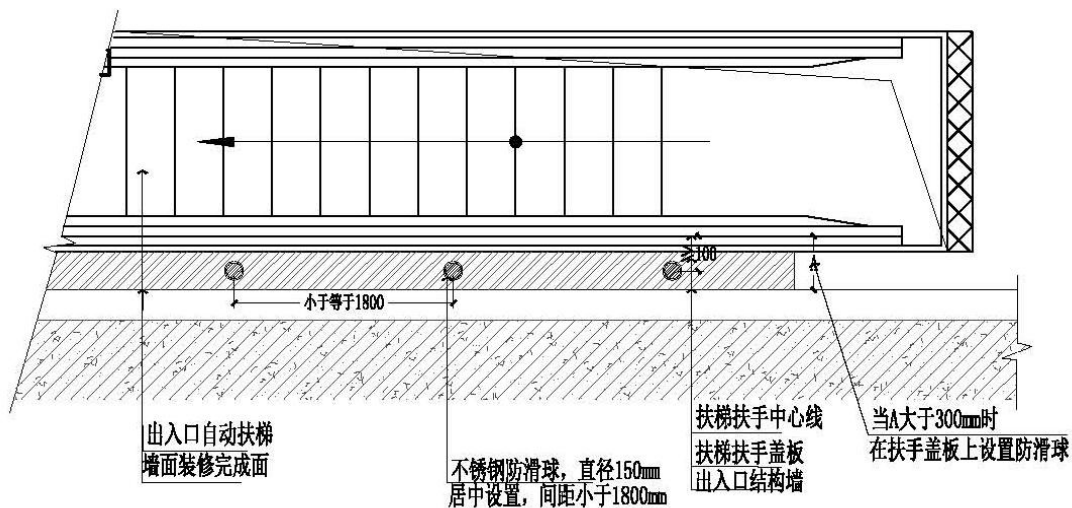 ≥100
A
小于等于1800
出入口自动扶梯
墙面装修完成面
不锈钢防滑球，直径150mm
居中设置，间距小于1800mm
扶梯扶手中心线
扶梯扶手盖板
出入口结构墙
当A大于300mm时
在扶手盖板上设置防滑球